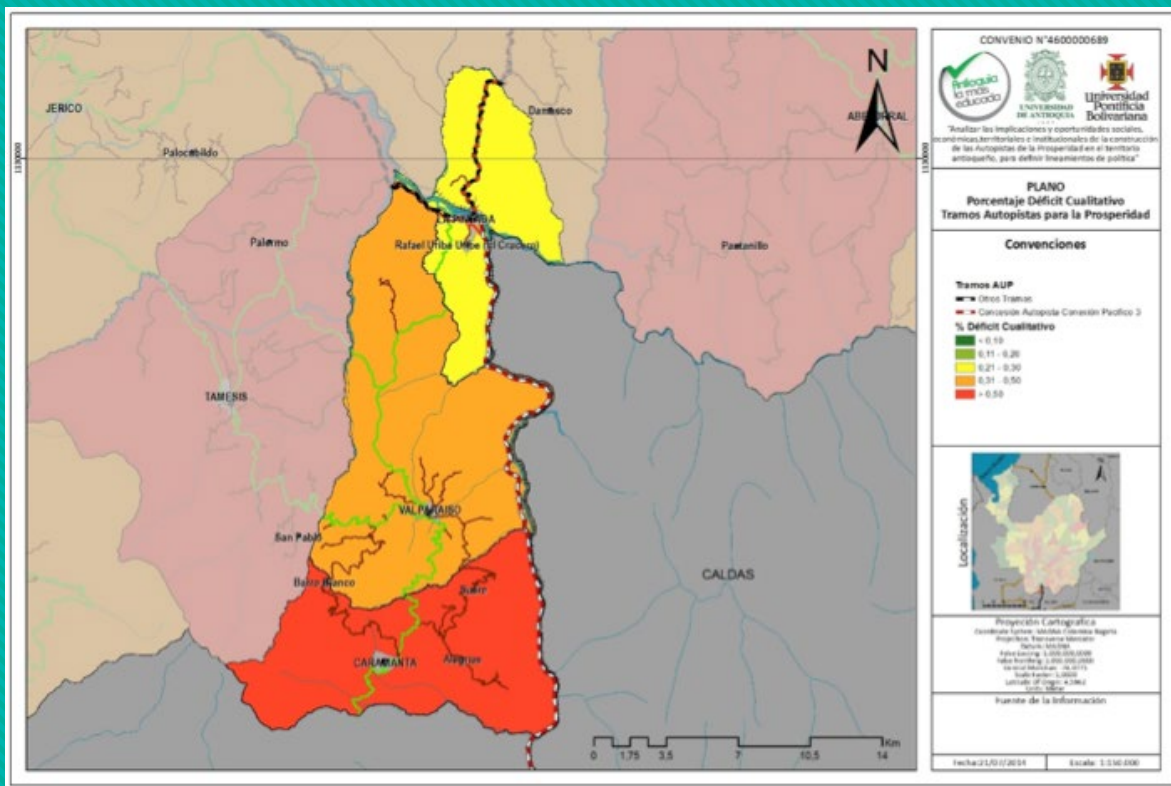 JERICO
Palocabildo
Palermo
TAMESIS
San Pablo
Barro Blanco
CARAMANTA
Alegrias
Sucre
VALPARAISO
Rafael Uribe Uribe (El Crucero)
Damasco
Pantanillo
CALDAS
N
1130000
1130000
0 1,75 3,5 7 10,5 14
Km
CONVENIO N°4600000689
Antioquia
la más
educada
UNIVERSIDAD
DE ANTIOQUIA
Universidad
Pontificia
Bolivariana
"Analizar las implicaciones y oportunidades sociales,
económicas,territoriales e institucionales de la construcción
de las Autopistas de la Prosperidad en el territorio
antioqueño, para definir lineamientos de política"
PLANO
Porcentaje Déficit Cualitativo
Tramos Autopistas para la Prosperidad
Convenciones
Tramos AUP
Otros Tramos
Concesión Autopista Conexión Pacífico 3
% Déficit Cualitativo
< 0,10
0,11 - 0,20
0,21 - 0,30
0,31 - 0,50
> 0,50
Localización
Proyección Cartografica
Fuente de la Información
Fecha:21/07/2014
Escala: 1:150.000